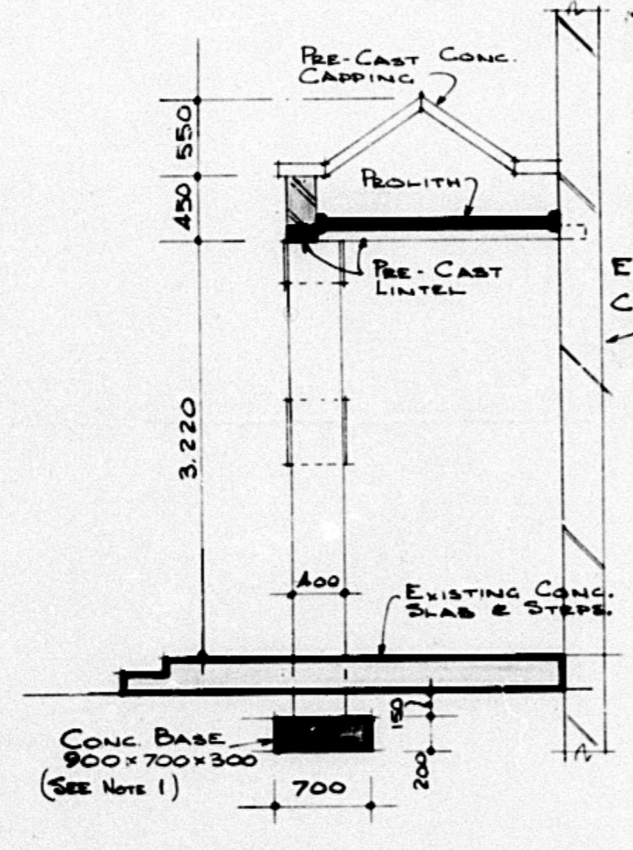 PRE-CAST CONC.
CAPPING
550
450
PROLITH
PRE-CAST
LINTEL
E
C
3.220
400
EXISTING CONC.
SLAB & STEPS.
150
CONC. BASE
900 x 700 x 300
(SEE NOTE 1)
700
200